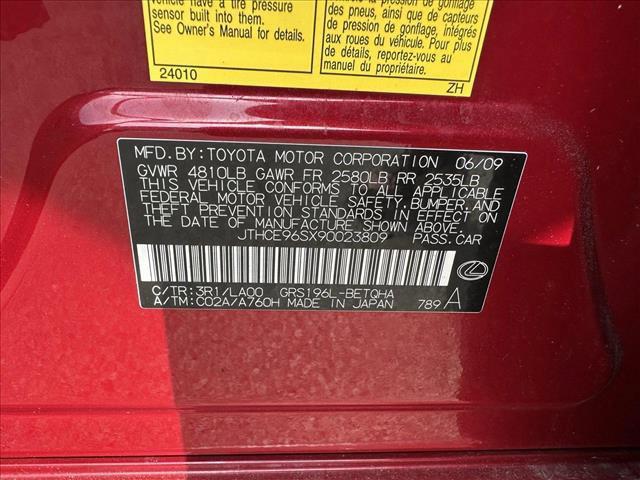 vehicle have a tire pressure
sensor built into them.
See Owner's Manual for details.
24010
la pression de gonflage
des pneus, ainsi que de capteurs
de pression de gonflage, intégrés
aux roues du véhicule. Pour plus
de renseignements, reportez-vous au
manuel du propriétaire.
ZH
MFD. BY: TOYOTA MOTOR CORPORATION 06/09
GVWR 4810LB GAWR FR 2580LB RR 2535LB
THIS VEHICLE CONFORMS TO ALL APPLICABLE
FEDERAL MOTOR VEHICLE SAFETY, BUMPER, AND
THEFT PREVENTION STANDARDS IN EFFECT ON
THE DATE OF MANUFACTURE SHOWN ABOVE.
JTHCE96SX90023809 PASS.CAR
C/TR: 3R1/LA00 GRS196L-BETQHA
A/TM: C02A/A760H MADE IN JAPAN 789 A